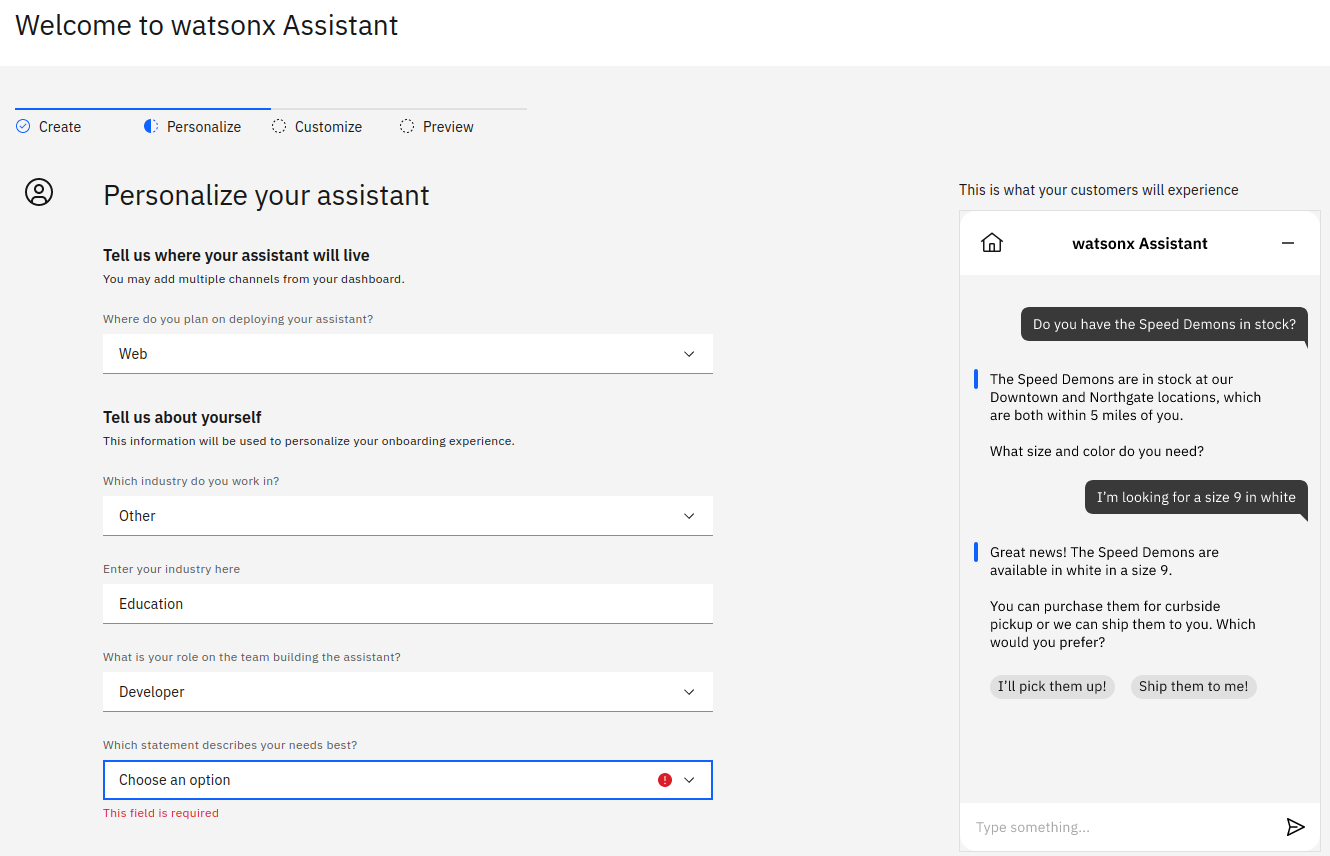 Welcome to watsonx Assistant
Create
Personalize
Customize
Preview
Personalize your assistant
Tell us where your assistant will live
You may add multiple channels from your dashboard.
Where do you plan on deploying your assistant?
Web
Tell us about yourself
This information will be used to personalize your onboarding experience.
Which industry do you work in?
Other
Enter your industry here
Education
What is your role on the team building the assistant?
Developer
Which statement describes your needs best?
Choose an option
This field is required
This is what your customers will experience
watsonx Assistant
Do you have the Speed Demons in stock?
The Speed Demons are in stock at our
Downtown and Northgate locations, which
are both within 5 miles of you.
What size and color do you need?
I’m looking for a size 9 in white
Great news! The Speed Demons are
available in white in a size 9.
You can purchase them for curbside
pickup or we can ship them to you. Which
would you prefer?
I’ll pick them up!
Ship them to me!
Type something...